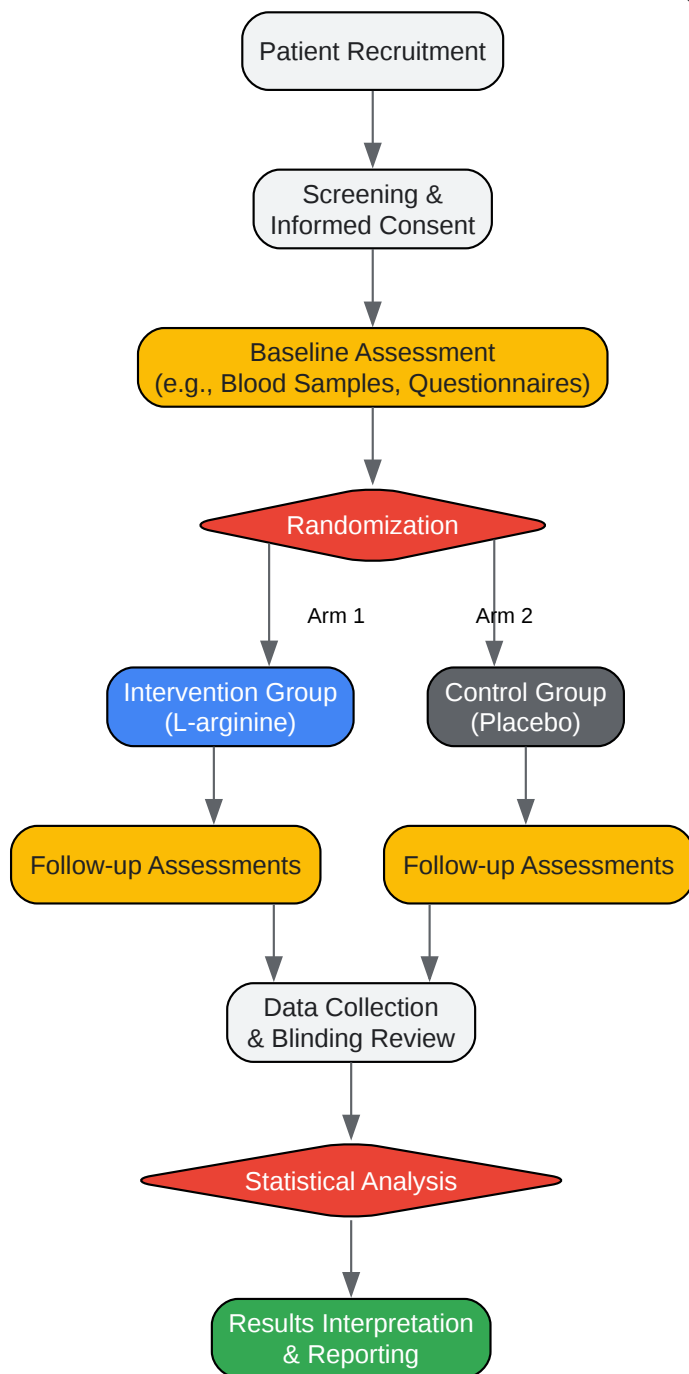 Patient Recruitment
Screening &
Informed Consent
Baseline Assessment
(e.g., Blood Samples, Questionnaires)
Randomization
Arm 1
Arm 2
Intervention Group
(L-arginine)
Control Group
(Placebo)
Follow-up Assessments
Follow-up Assessments
Data Collection
& Blinding Review
Statistical Analysis
Results Interpretation
& Reporting